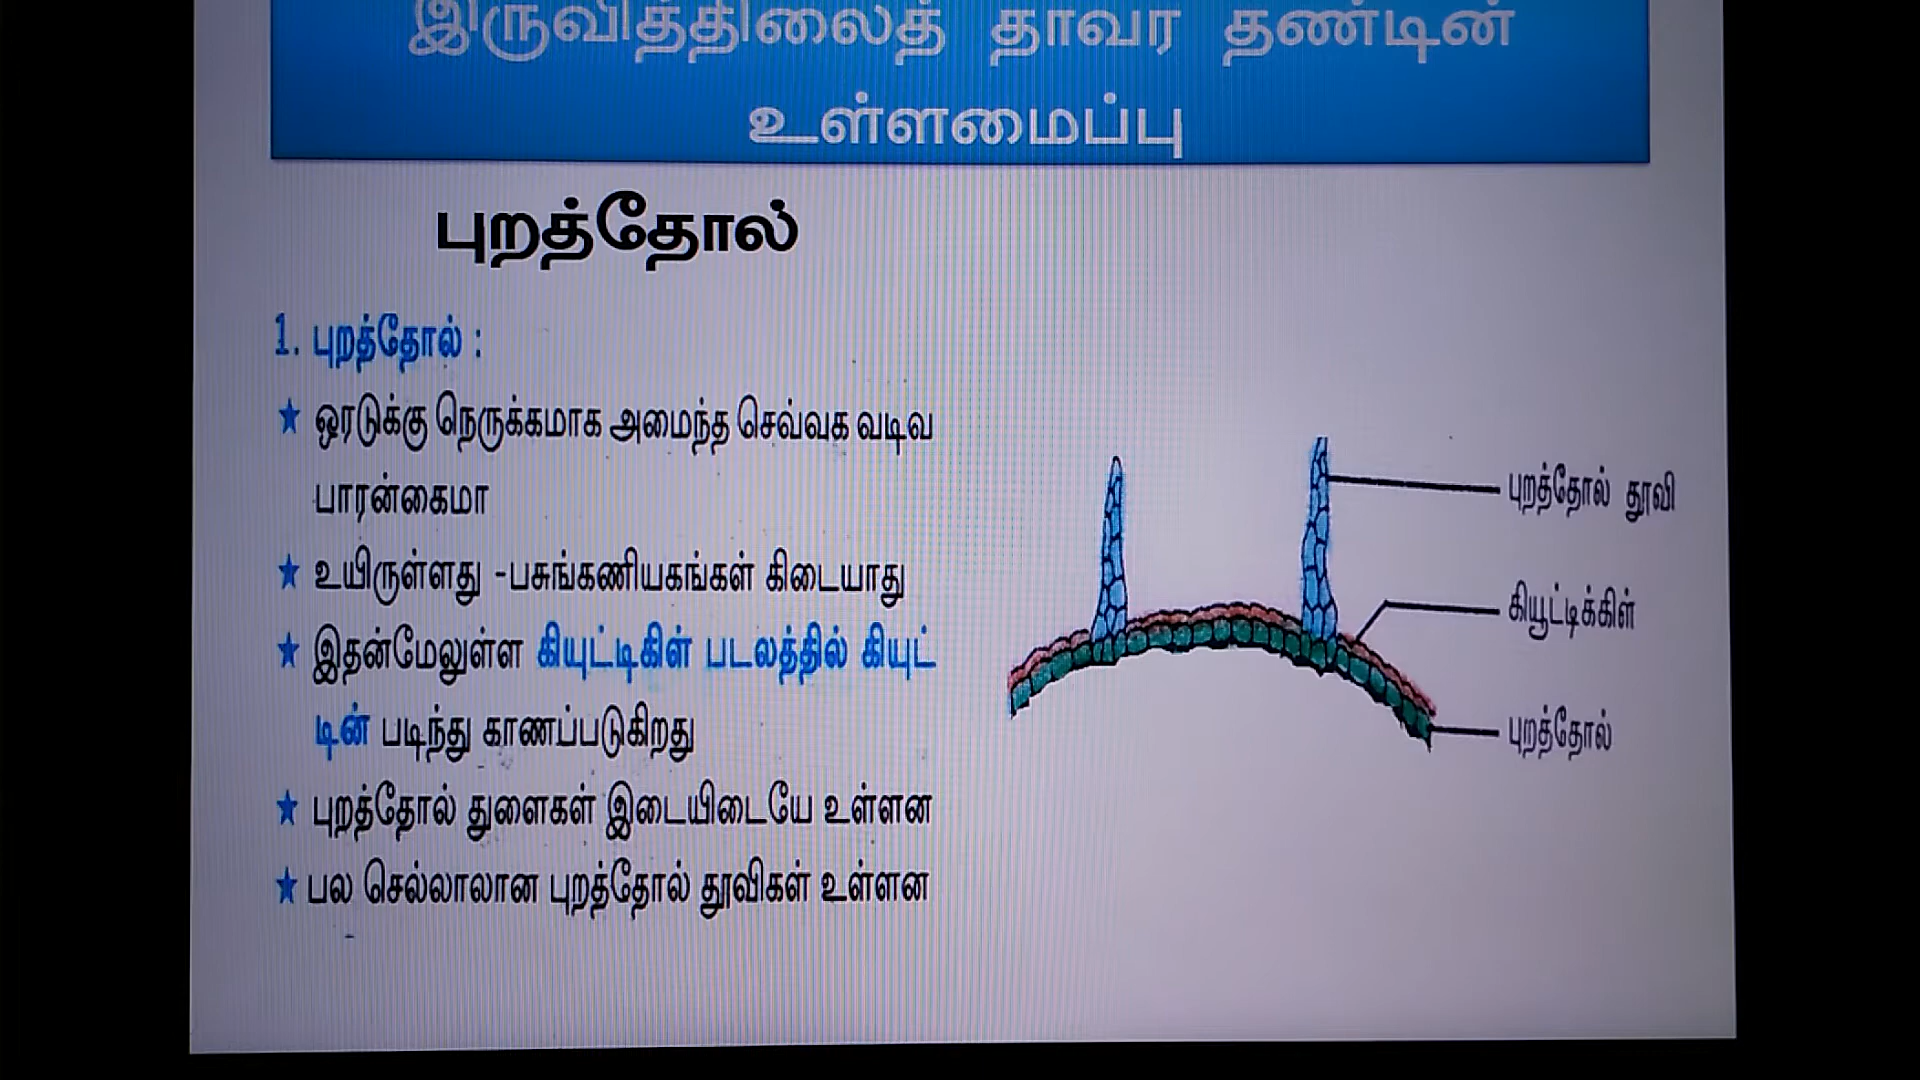 இருவித்திலைத் தாவர தண்டின்
உள்ளமைப்பு
புறத்தோல்
1. புறத்தோல் :
★ ஒரடுக்கு நெருக்கமாக அமைந்த செவ்வக வடிவ
பாரன்கைமா
★ உயிருள்ளது -பசுங்கணியகங்கள் கிடையாது
★ இதன்மேலுள்ள கியுட்டிகிள் படலத்தில் கியுட்
டின் படிந்து காணப்படுகிறது
★ புறத்தோல் துளைகள் இடையிடையே உள்ளன
★ பல செல்லாலான புறத்தோல் தூவிகள் உள்ளன
புறத்தோல் தூவி
கியூட்டிக்கிள்
புறத்தோல்